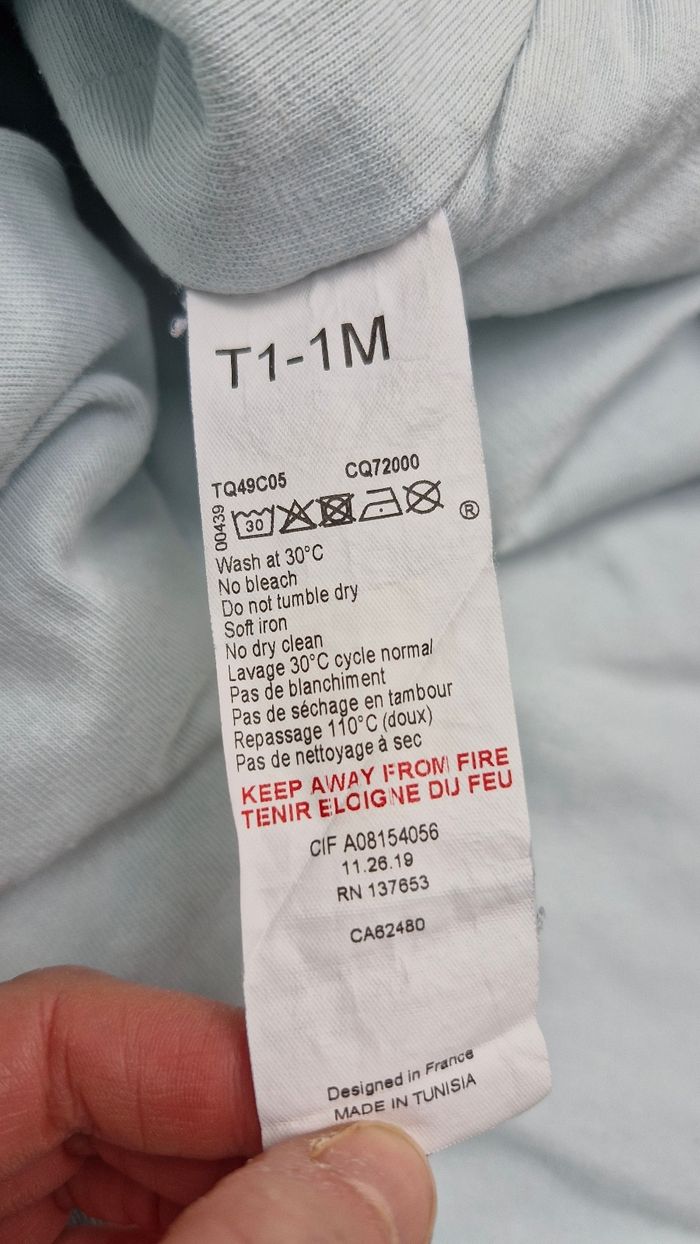 T1-1M
TQ49C05 CQ72000
00439
30
®
Wash at 30°C
No bleach
Do not tumble dry
Soft iron
No dry clean
Lavage 30°C cycle normal
Pas de blanchiment
Pas de séchage en tambour
Repassage 110°C (doux)
Pas de nettoyage à sec
KEEP AWAY FROM FIRE
TENIR ELOIGNE DU FEU
CIF A08154056
11.26.19
RN 137653
CA62480
Designed in France
MADE IN TUNISIA